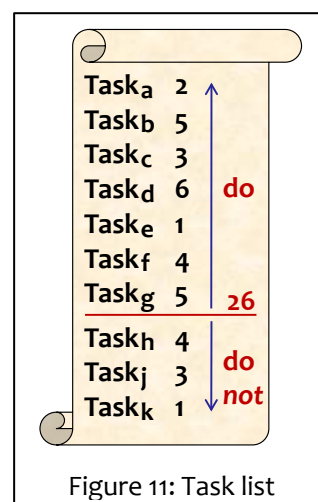 Taska 2
Taskb 5
Taskc 3
Taskd 6
do
Taske 1
Taskf 4
Taskg 5 26
Taskh 4
do
Taskj 3
not
Taskk 1
Figure 11: Task list